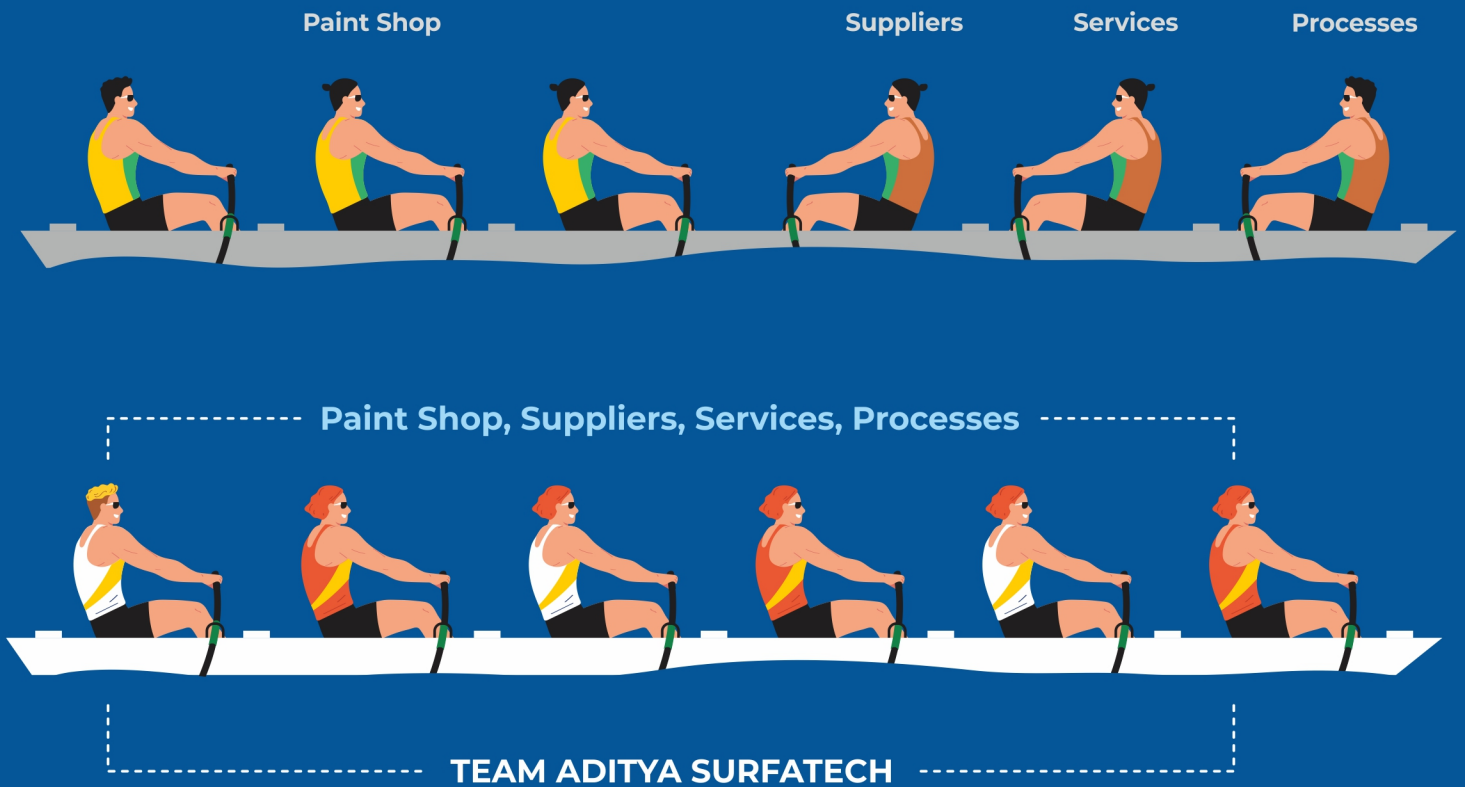 Paint Shop Suppliers Services Processes
Paint Shop, Suppliers, Services, Processes
TEAM ADITYA SURFATECH